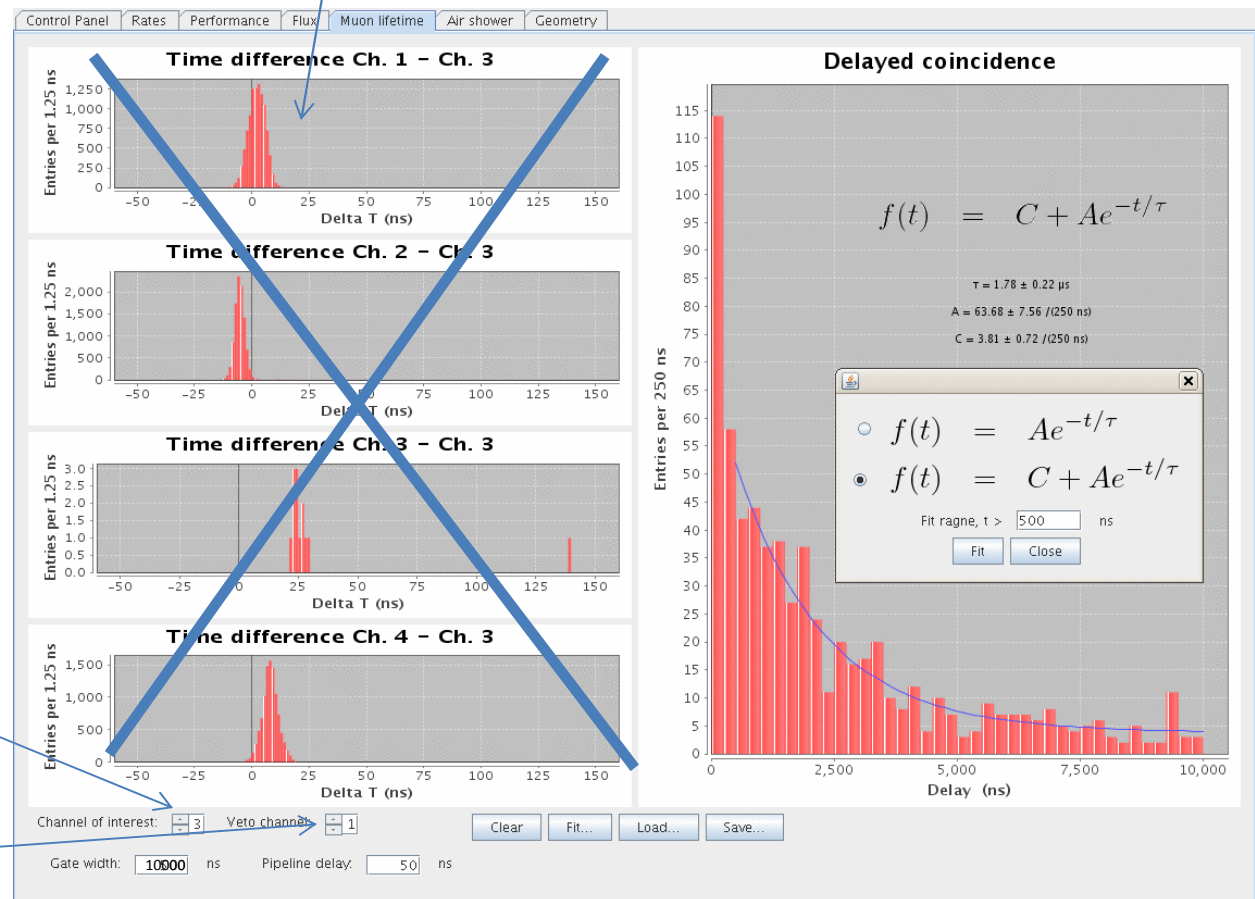 Control Panel Rates Performance Flux Muon lifetime Air shower Geometry
Time difference Ch. 1 - Ch. 3
Entries per 1.25 ns
1,250
1,000
750
500
250
0
-50 -25 0 25 50 75 100 125 150
Delta T (ns)
Time difference Ch. 2 - Ch. 3
Entries per 1.25 ns
2,000
1,500
1,000
500
0
-50 -25 0 25 50 75 100 125 150
Delta T (ns)
Time difference Ch. 3 - Ch. 3
Entries per 1.25 ns
3.0
2.5
2.0
1.5
1.0
0.5
0.0
-50 -25 0 25 50 75 100 125 150
Delta T (ns)
Time difference Ch. 4 - Ch. 3
Entries per 1.25 ns
1,500
1,000
500
0
-50 -25 0 25 50 75 100 125 150
Delta T (ns)
Delayed coincidence
Entries per 250 ns
115
110
105
100
95
90
85
80
75
70
65
60
55
50
45
40
35
30
25
20
15
10
5
0
0 2,500 5,000 7,500 10,000
Delay (ns)
f(t) = C + Ae^{-t/τ}
τ = 1.78 ± 0.22 µs
A = 63.68 ± 7.56 /(250 ns)
C = 3.81 ± 0.72 /(250 ns)
f(t) = Ae^{-t/τ}
f(t) = C + Ae^{-t/τ}
Fit ragne, t > 500 ns
Fit Close
Channel of interest: 3 Veto channel: 1 Clear Fit... Load... Save...
Gate width: ns Pipeline delay: 50 ns